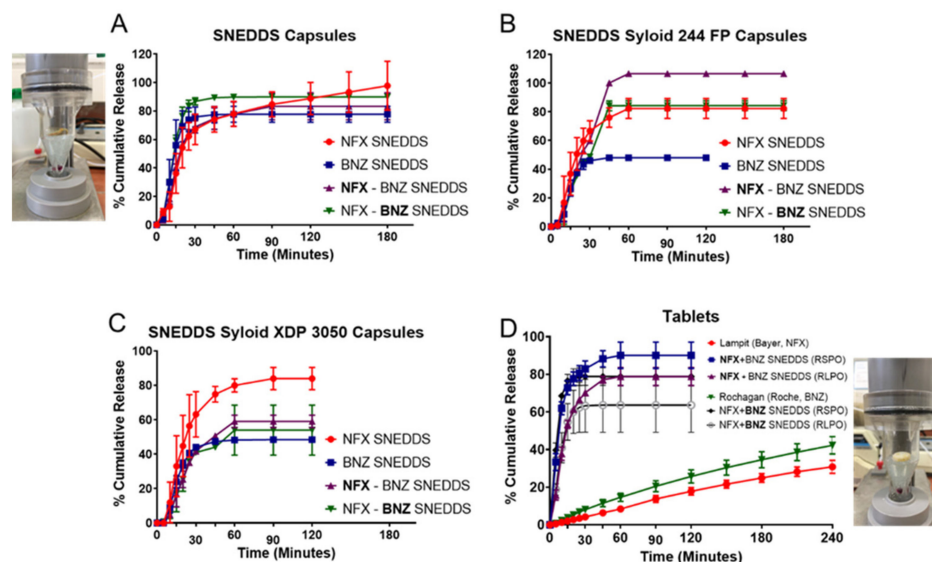 A
SNEDDS Capsules
% Cumulative Release
120
100
80
60
40
20
0
0 30 60 90 120 150 180
Time (Minutes)
NFX SNEDDS
BNZ SNEDDS
NFX - BNZ SNEDDS
NFX - BNZ SNEDDS
B
SNEDDS Syloid 244 FP Capsules
% Cumulative Release
120
100
80
60
40
20
0
0 30 60 90 120 150 180
Time (Minutes)
NFX SNEDDS
BNZ SNEDDS
NFX - BNZ SNEDDS
NFX - BNZ SNEDDS
C
SNEDDS Syloid XDP 3050 Capsules
% Cumulative Release
100
80
60
40
20
0
0 30 60 90 120
Time (Minutes)
NFX SNEDDS
BNZ SNEDDS
NFX - BNZ SNEDDS
NFX - BNZ SNEDDS
D
Tablets
% Cumulative Release
100
80
60
40
20
0
0 30 60 90 120 150 180 210 240
Time (Minutes)
Lampit (Bayer, NFX)
NFX+BNZ SNEDDS (RSPO)
NFX - BNZ SNEDDS (RLPO)
Rochagan (Roche, BNZ)
NFX+BNZ SNEDDS (RSPO)
NFX+BNZ SNEDDS (RLPO)